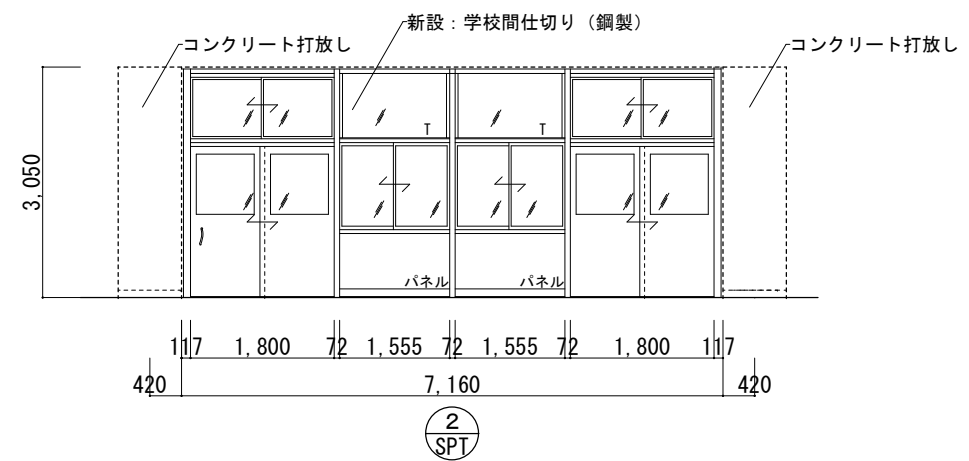 新設：学校間仕切り（鋼製）
コンクリート打放し
コンクリート打放し
3,050
T
T
パネル
パネル
117 1,800 72 1,555 72 1,555 72 1,800 117
420 7,160 420
2
SPT